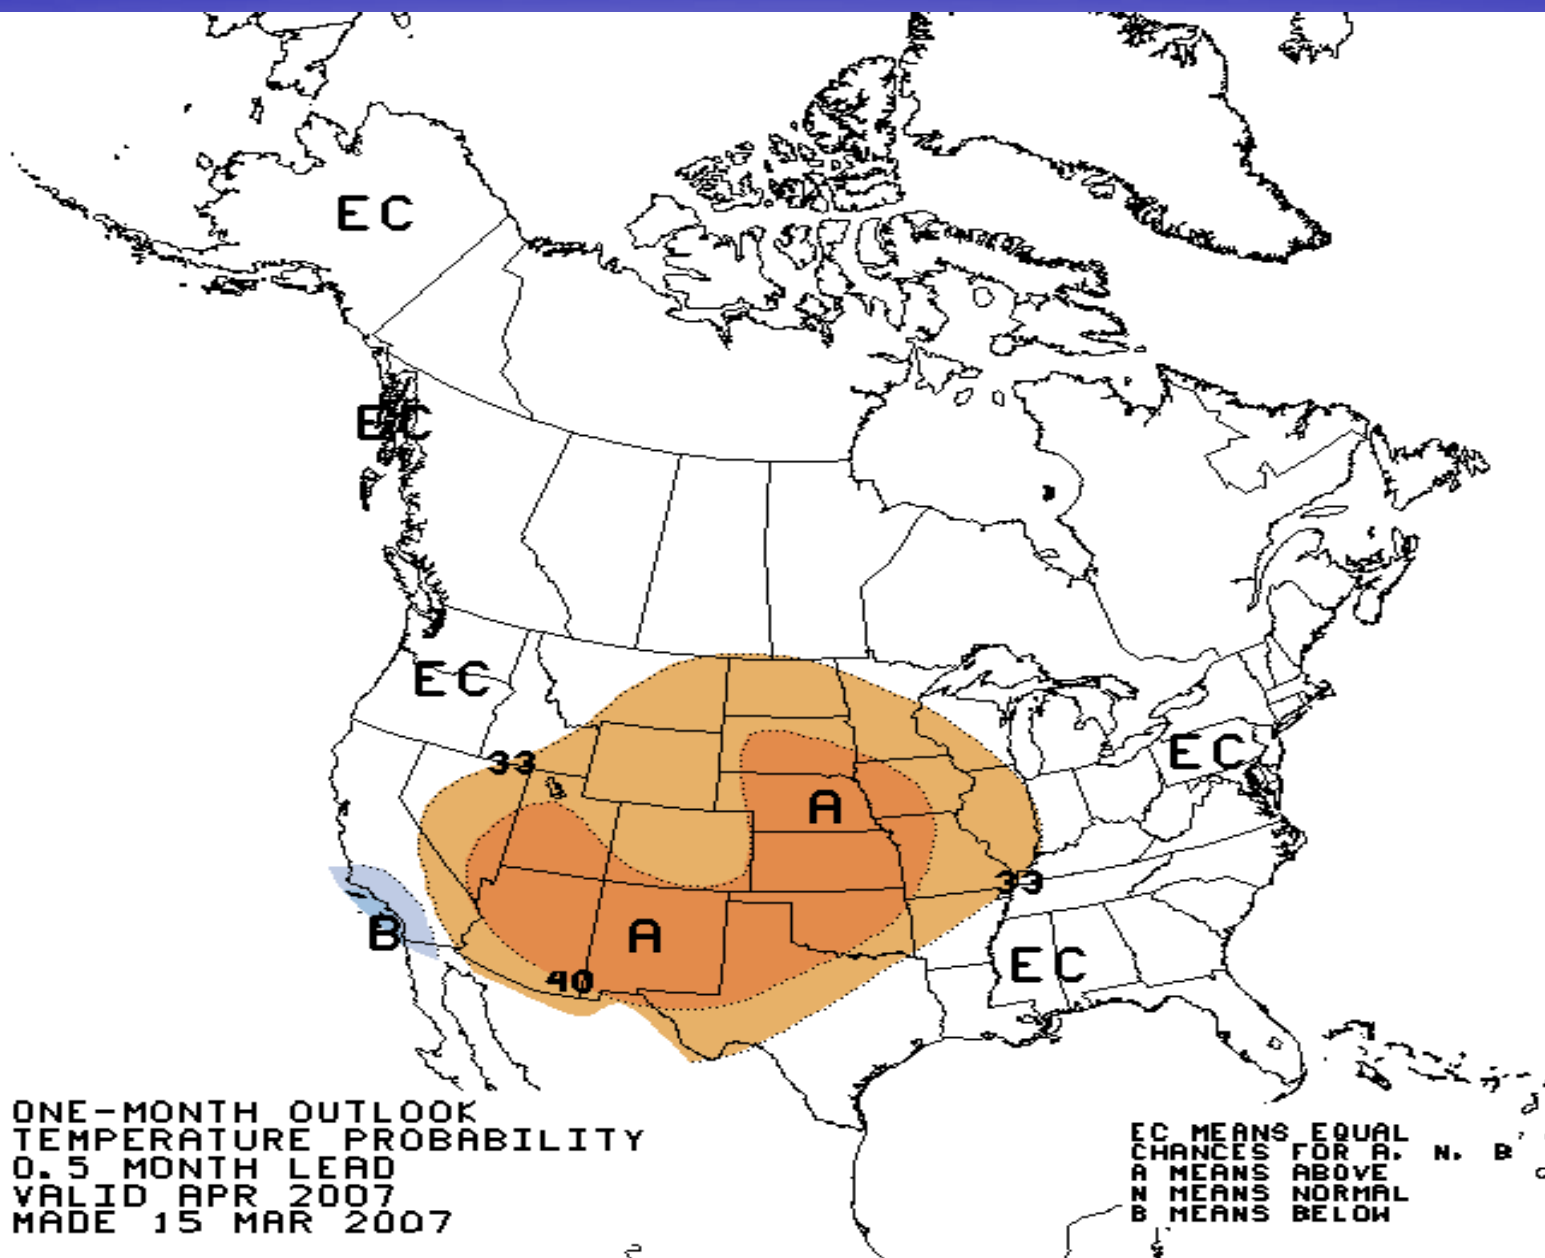 EC
EC
EC
EC
33
A
33
B
A
EC
40
ONE-MONTH OUTLOOK
TEMPERATURE PROBABILITY
0.5 MONTH LEAD
VALID APR 2007
MADE 15 MAR 2007
EC MEANS EQUAL
CHANCES FOR A, N, B
A MEANS ABOVE
N MEANS NORMAL
B MEANS BELOW